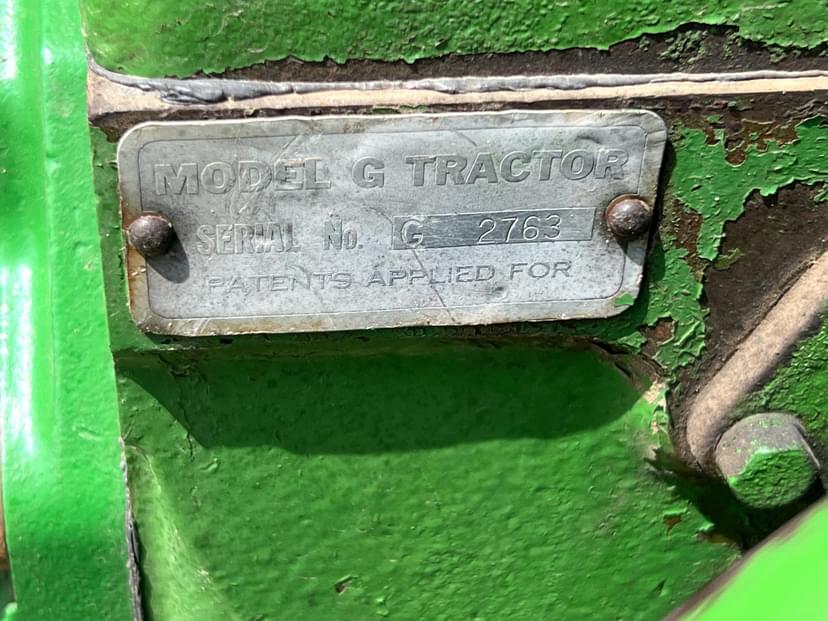 MODEL G TRACTOR
SERIAL No. G 2763
PATENTS APPLIED FOR